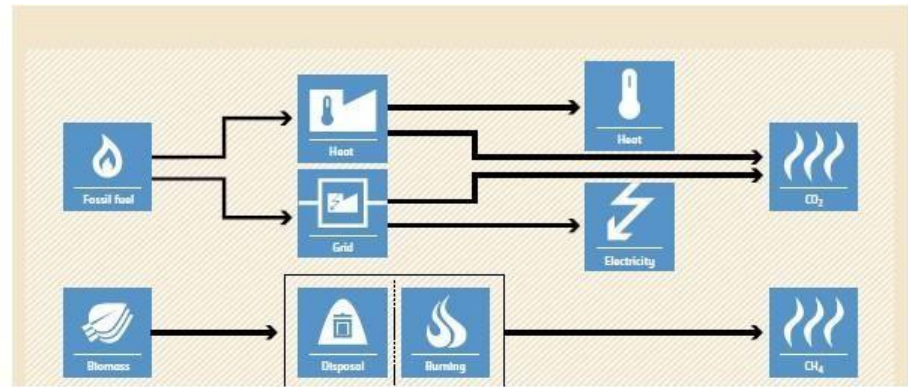 Heat
Heat
Fossil fuel
CO₂
Grid
Electricity
Biomass
Disposal
Burning
CH₄